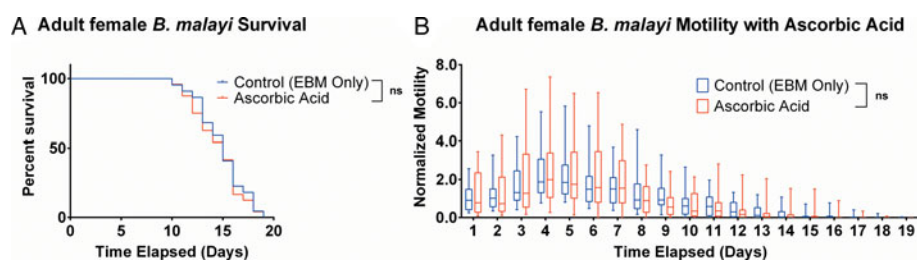 A Adult female B. malayi Survival
Percent survival
100
50
0
0 5 10 15 20
Time Elapsed (Days)
Control (EBM Only)
Ascorbic Acid
ns
B Adult female B. malayi Motility with Ascorbic Acid
Normalized Motility
8.0
6.0
4.0
2.0
0.0
1 2 3 4 5 6 7 8 9 10 11 12 13 14 15 16 17 18 19
Time Elapsed (Days)
Control (EBM Only)
Ascorbic Acid
ns